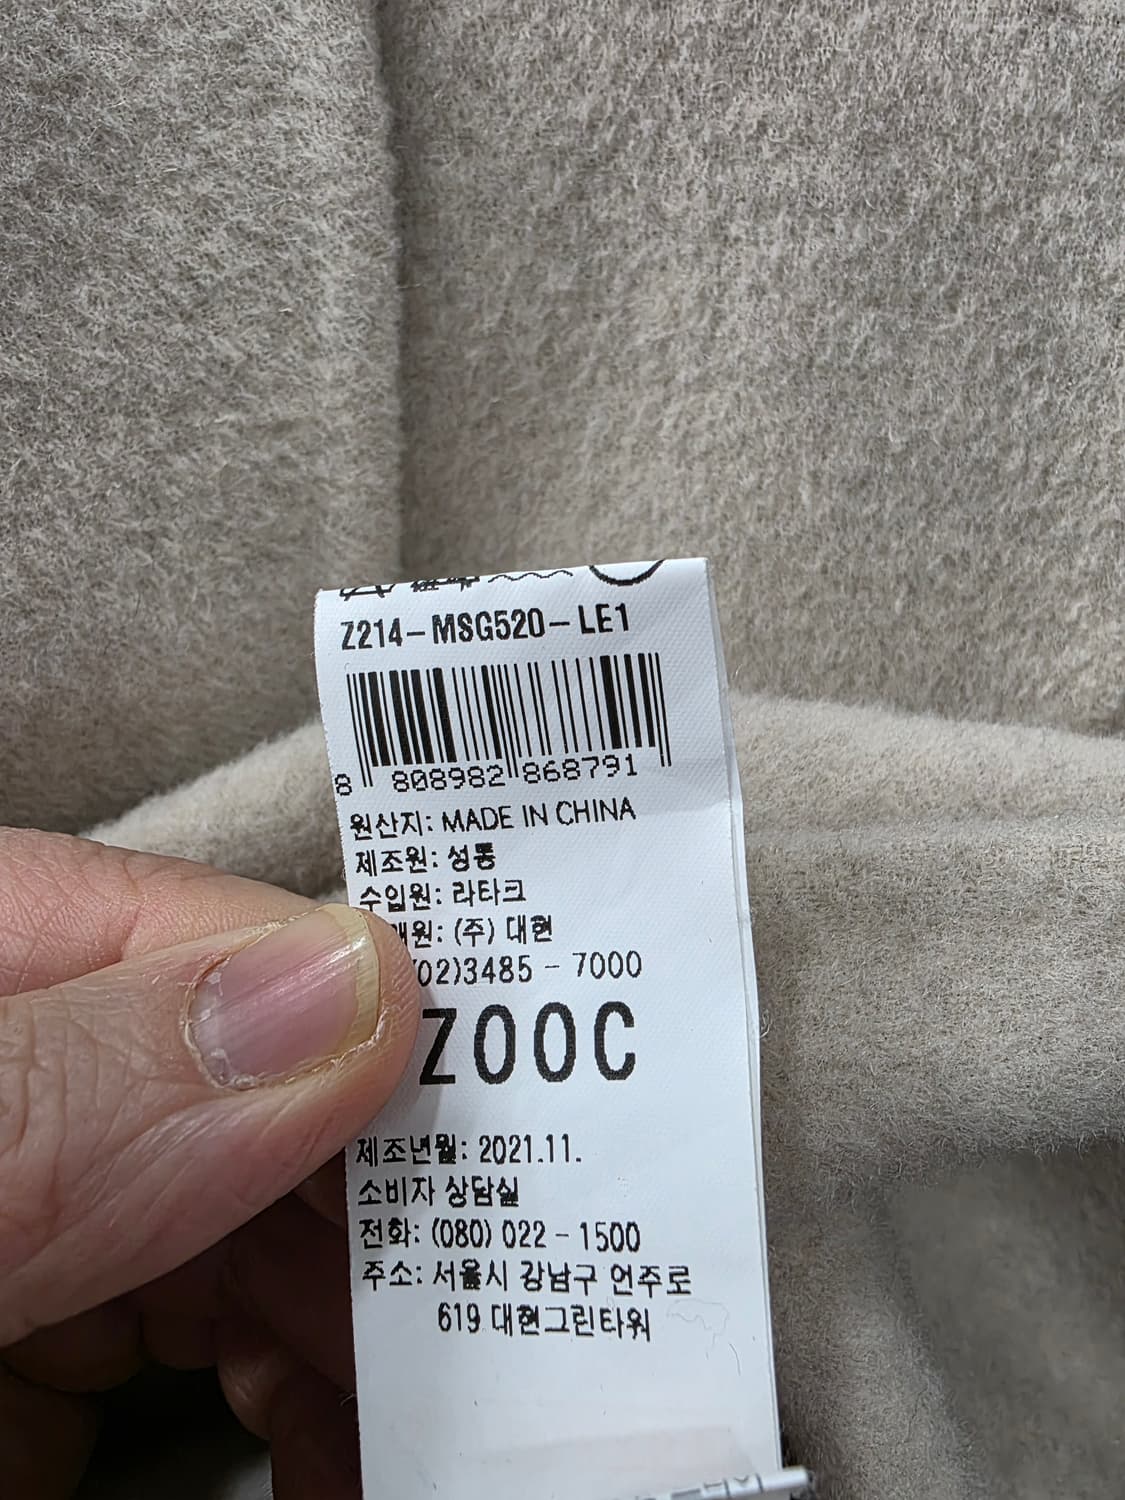 Z214-MSG520-LE1
8 808982 868791
원산지: MADE IN CHINA
제조원: 성통
수입원: 라타크
매원: (주) 대현
02)3485-7000
ZOOC
제조년월: 2021.11.
소비자 상담실
전화: (080) 022-1500
주소: 서울시 강남구 언주로
619 대현그린타워